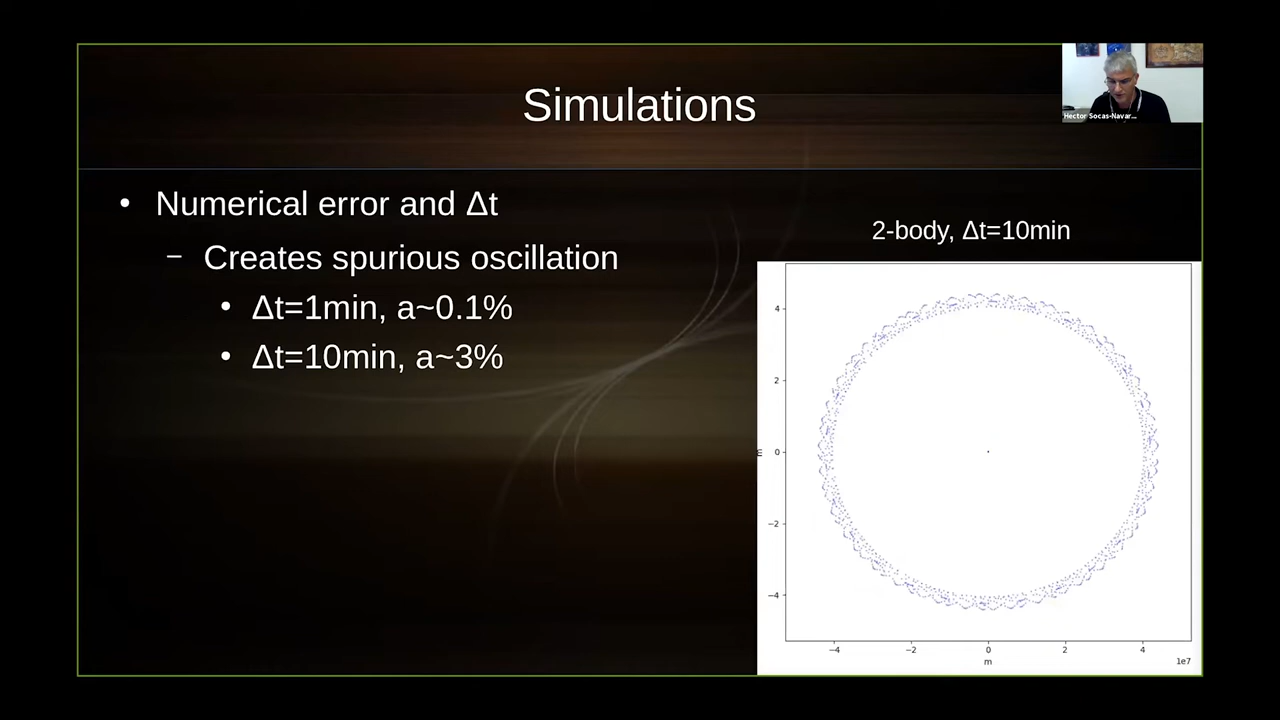 Simulations
Hector Socas-Navar...
• Numerical error and Δt
– Creates spurious oscillation
• Δt=1min, a~0.1%
• Δt=10min, a~3%
2-body, Δt=10min
4
2
0
−2
−4
m
−4 −2 0 2 4
m
1e7